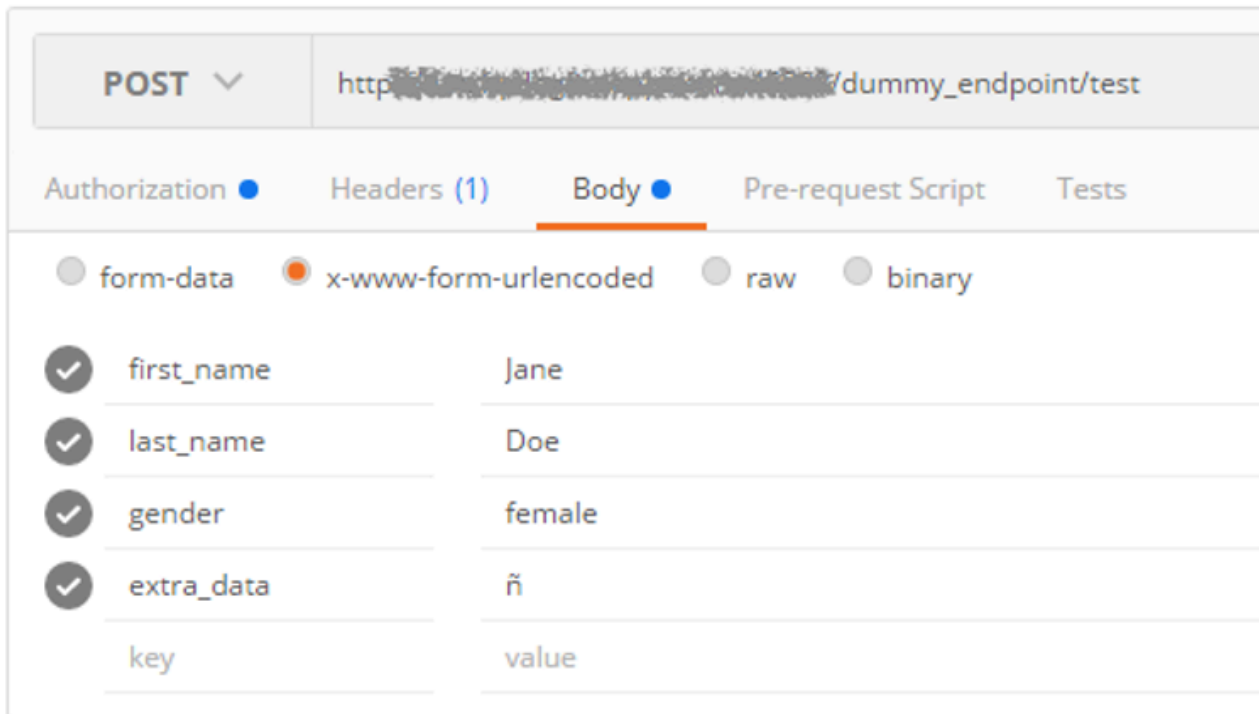 POST http/dummy_endpoint/test
Authorization Headers (1) Body Pre-request Script Tests
form-data x-www-form-urlencoded raw binary
first_name Jane
last_name Doe
gender female
extra_data ñ
key value